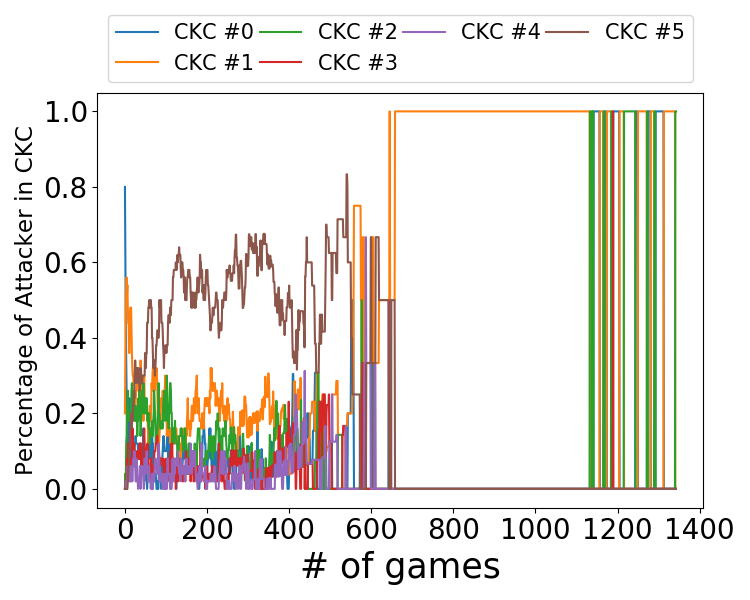 CKC #0 CKC #2 CKC #4 CKC #5
CKC #1 CKC #3
Percentage of Attacker in CKC
1.0
0.8
0.6
0.4
0.2
0.0
0 200 400 600 800 1000 1200 1400
# of games